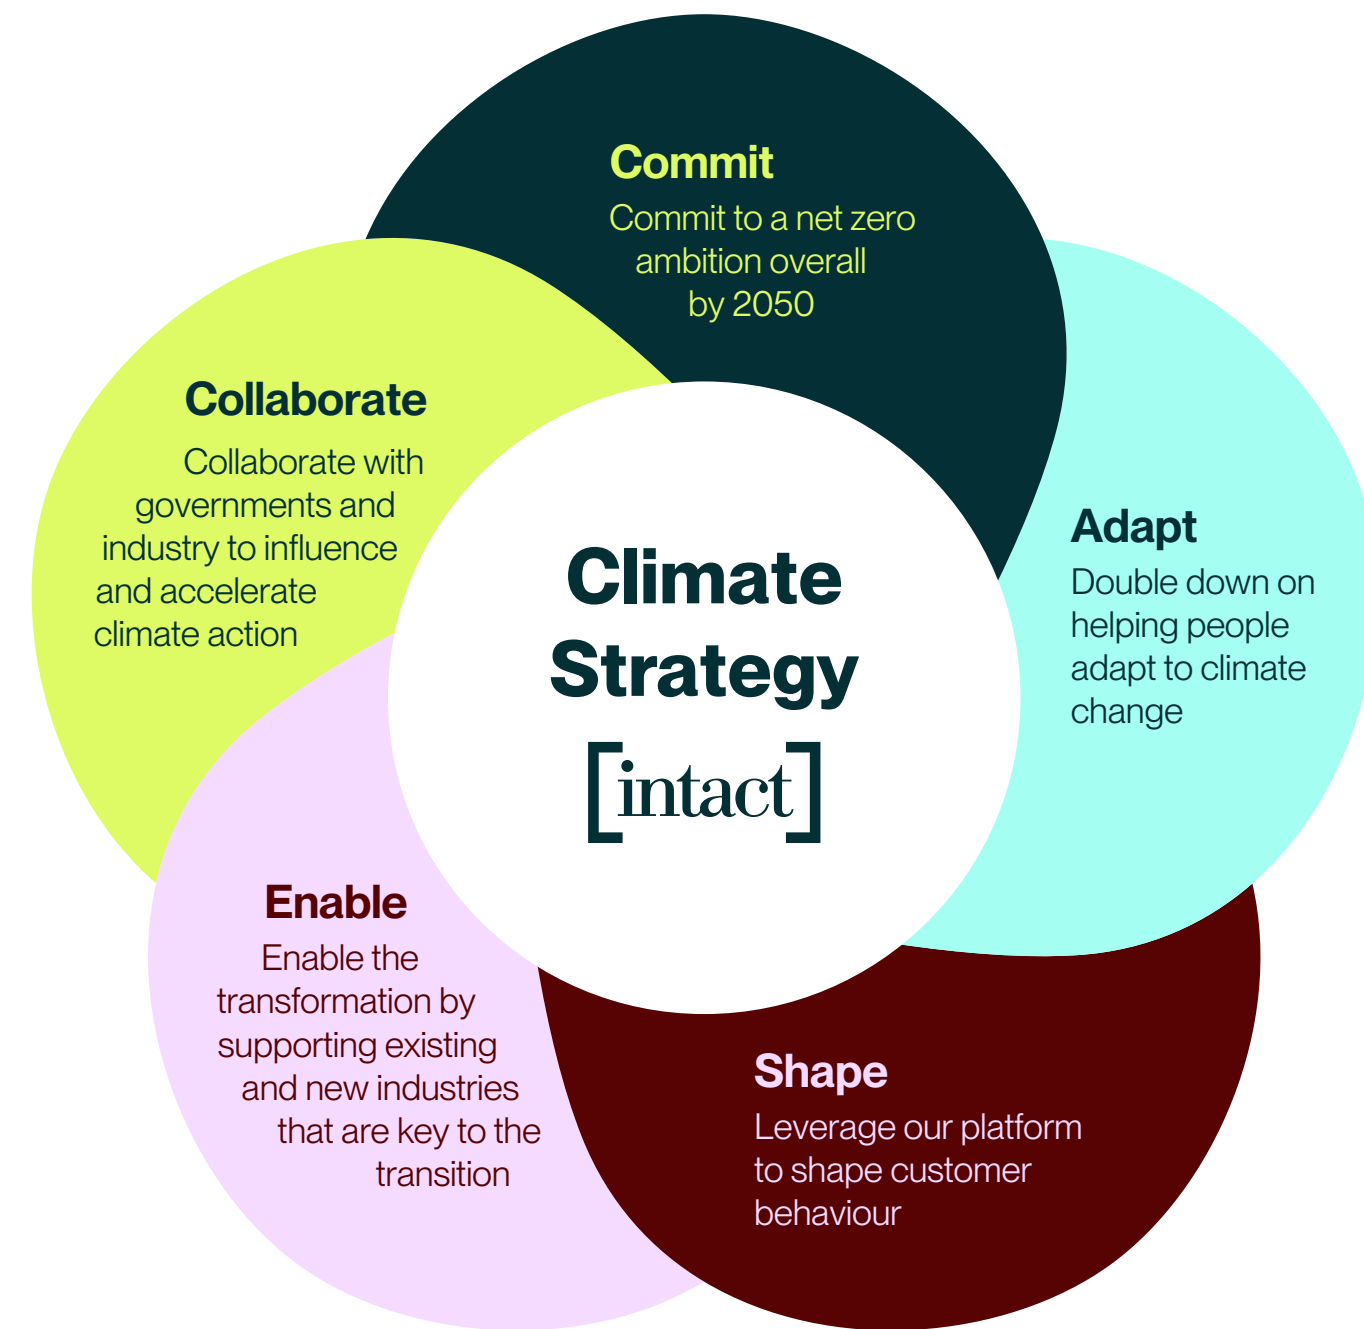 Commit
Commit to a net zero
ambition overall
by 2050
Adapt
Double down on
helping people
adapt to climate
change
Shape
Leverage our platform
to shape customer
behaviour
Enable
Enable the
transformation by
supporting existing
and new industries
that are key to the
transition
Collaborate
Collaborate with
governments and
industry to influence
and accelerate
climate action
Climate
Strategy
[intact]